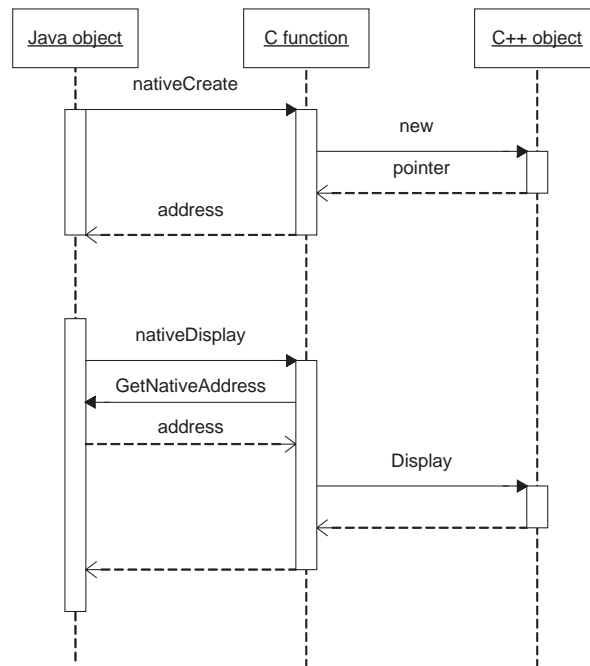 Java object
C function
C++ object
nativeCreate
new
pointer
address
nativeDisplay
GetNativeAddress
address
Display